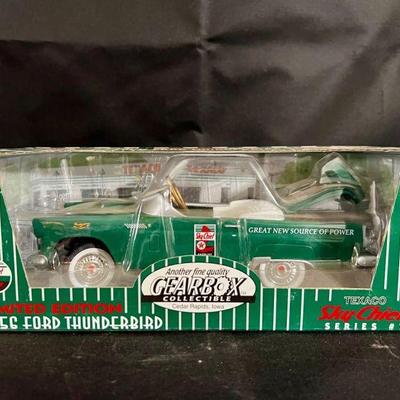 Sky Chief
TEXACO
GREAT NEW SOURCE OF POWER
Another fine quality
GEARBOX
COLLECTIBLE
Cedar Rapids, Iowa
LIMITED EDITION
56 FORD THUNDERBIRD
TEXACO
Sky Chief
SERIES #